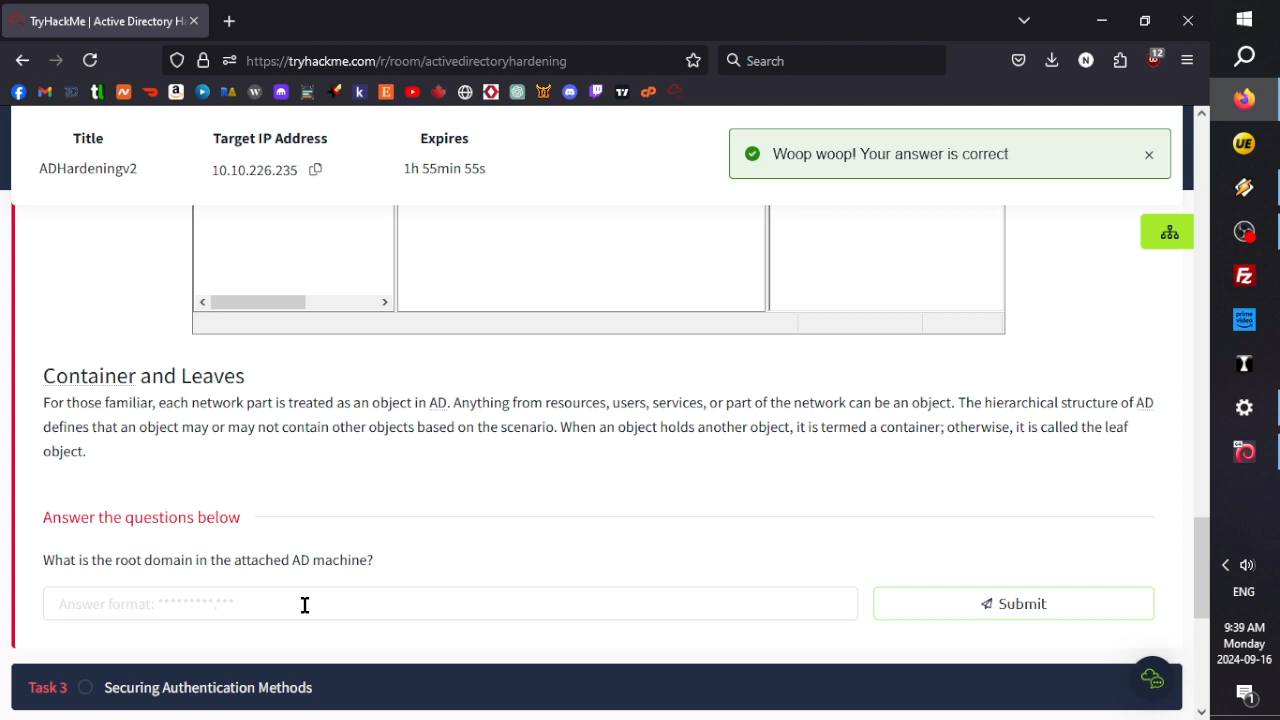 TryHackMe | Active Directory H
https://tryhackme.com/r/room/activedirectoryhardening
Search
12
Title
Target IP Address
Expires
ADHardeningv2
10.10.226.235
1h 55min 55s
Woop woop! Your answer is correct
Container and Leaves
For those familiar, each network part is treated as an object in AD. Anything from resources, users, services, or part of the network can be an object. The hierarchical structure of AD
defines that an object may or may not contain other objects based on the scenario. When an object holds another object, it is termed a container; otherwise, it is called the leaf
object.
Answer the questions below
What is the root domain in the attached AD machine?
Answer format: *********.***
Submit
Task 3
Securing Authentication Methods
UE
FZ
prime
video
ENG
9:39 AM
Monday
2024-09-16
1